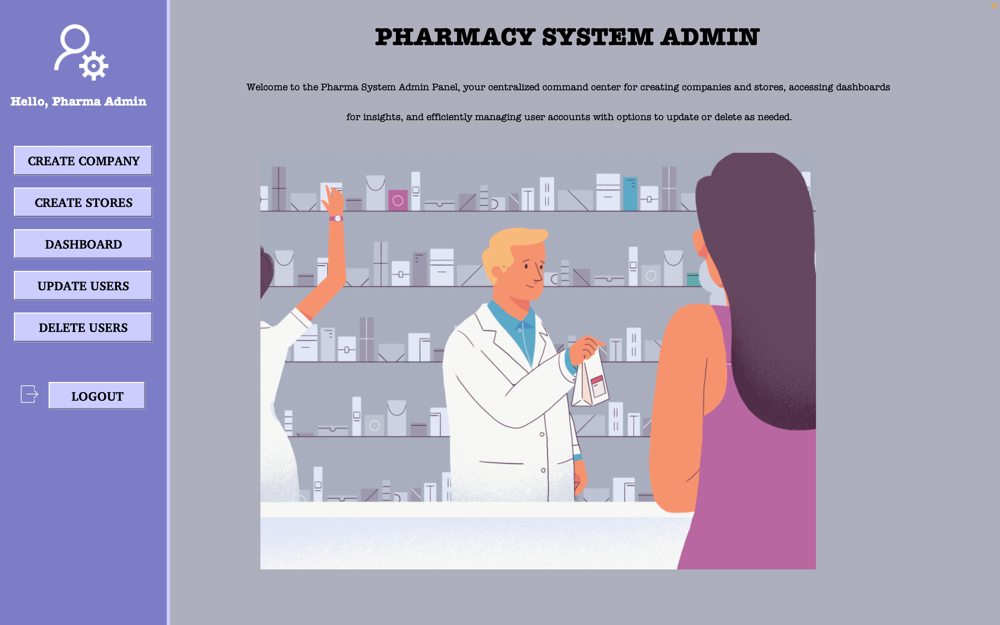 Hello, Pharma Admin
CREATE COMPANY
CREATE STORES
DASHBOARD
UPDATE USERS
DELETE USERS
LOGOUT
PHARMACY SYSTEM ADMIN
Welcome to the Pharma System Admin Panel, your centralized command center for creating companies and stores, accessing dashboards
for insights, and efficiently managing user accounts with options to update or delete as needed.